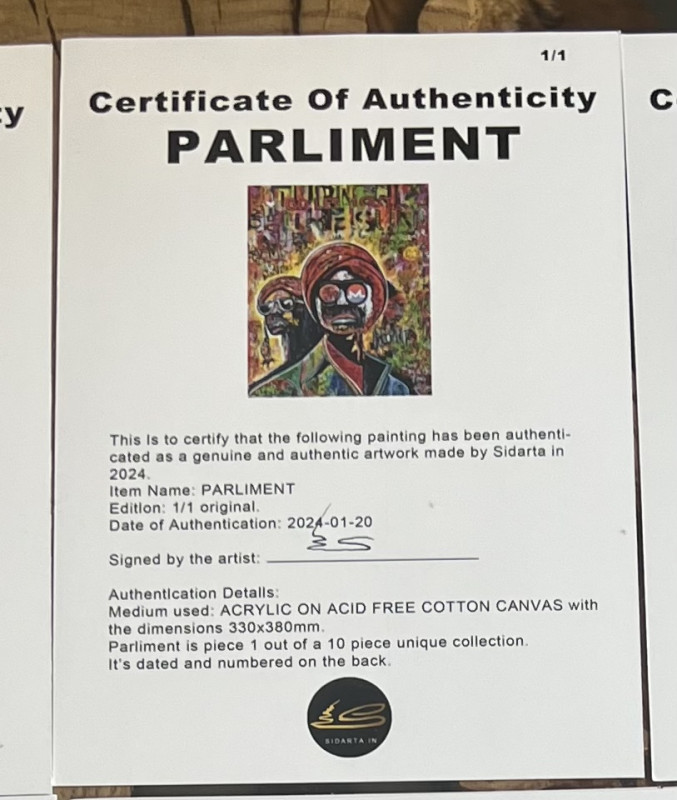 1/1
Certificate Of Authenticity
PARLIMENT
This Is to certify that the following painting has been authenti-
cated as a genuine and authentic artwork made by Sidarta in
2024.
Item Name: PARLIMENT
Edition: 1/1 original.
Date of Authentication: 2024-01-20
Signed by the artist:
Authentication Details:
Medium used: ACRYLIC ON ACID FREE COTTON CANVAS with
the dimensions 330x380mm.
Parliment is piece 1 out of a 10 piece unique collection.
It's dated and numbered on the back.
SIDARTA IN